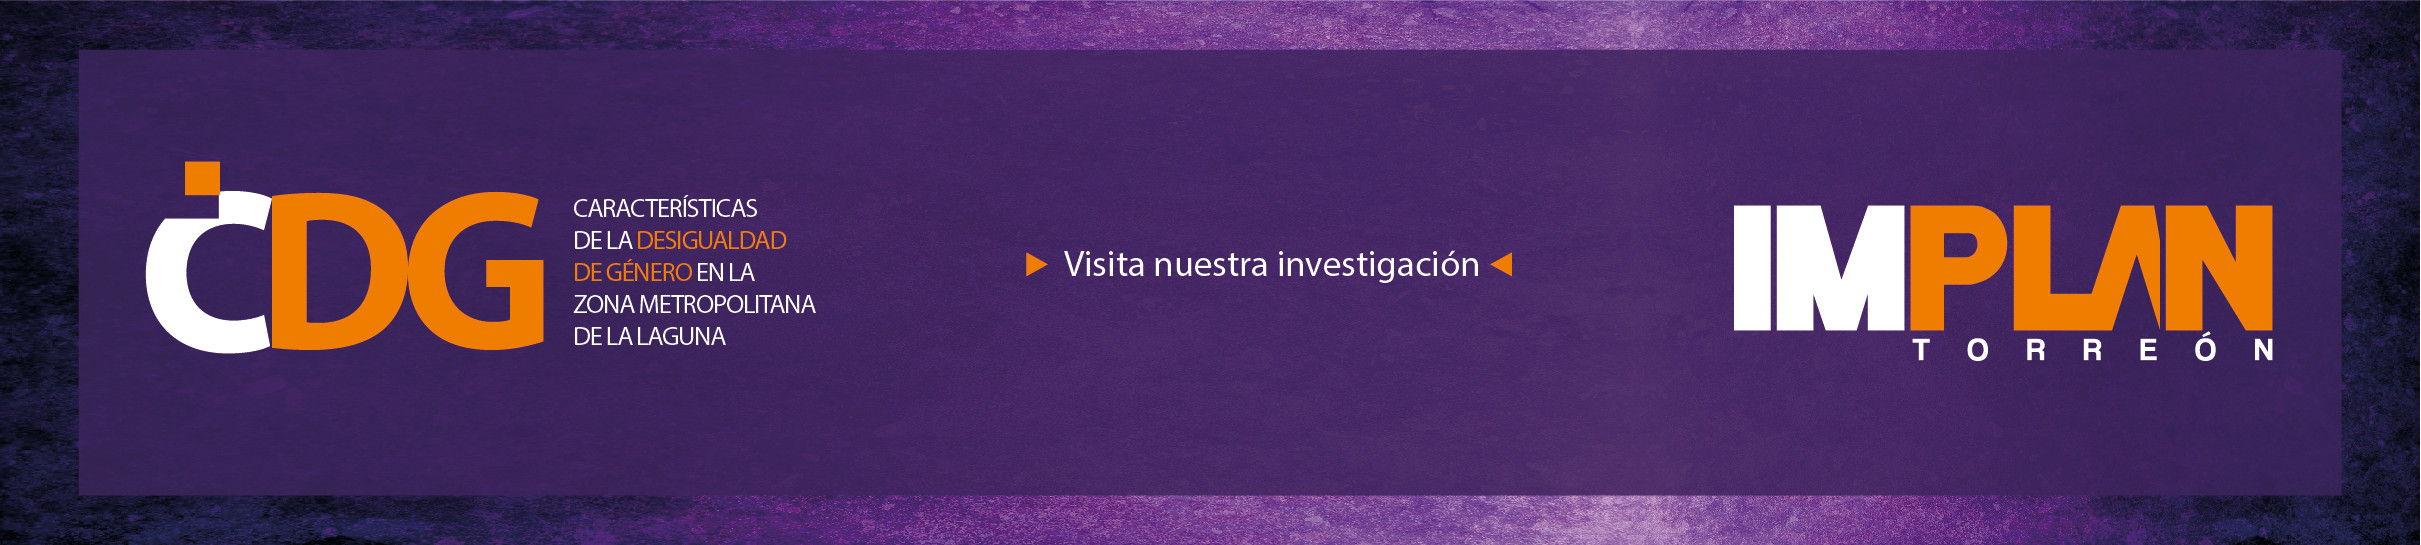 CDG
CARACTERÍSTICAS
DE LA DESIGUALDAD
DE GÉNERO EN LA
ZONA METROPOLITANA
DE LA LAGUNA
Visita nuestra investigación
IMPLAN
TORREÓN